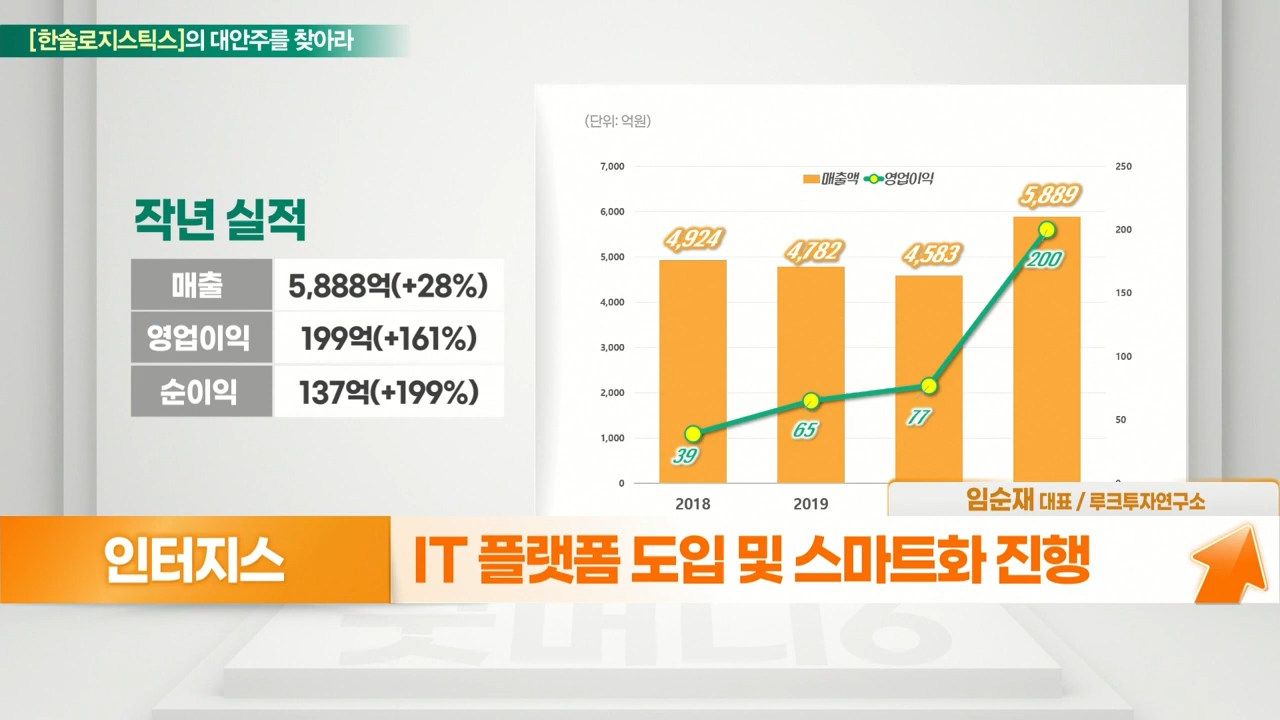 [한솔로지스틱스]의 대안주를 찾아라
(단위: 억원)
7,000
6,000
5,000
4,000
3,000
2,000
1,000
0
매출액 영업이익
4,924
4,782
4,583
5,889
39
65
77
200
250
200
150
100
50
2018
2019
작년 실적
매출 5,888억(+28%)
영업이익 199억(+161%)
순이익 137억(+199%)
임순재 대표 / 루크투자연구소
인터지스
IT 플랫폼 도입 및 스마트화 진행
굿머니6